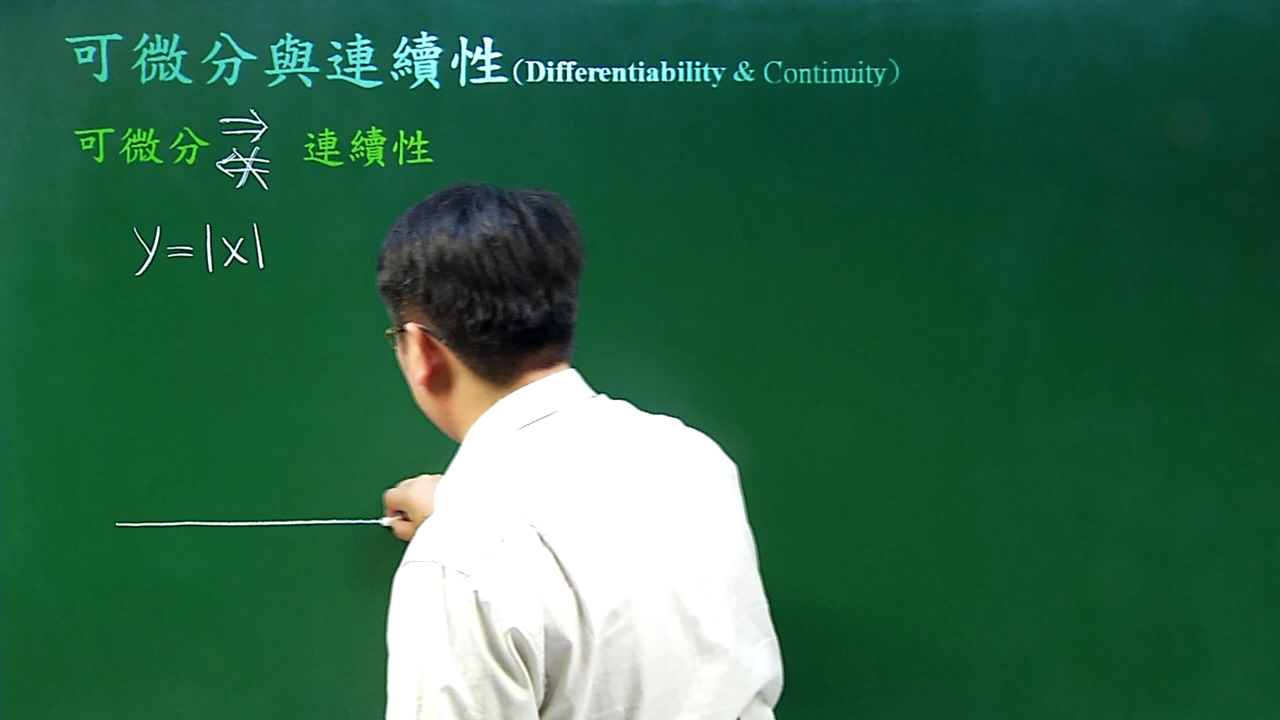 可微分與連續性(Differentiability & Continuity)
可微分 ⇒ 連續性
⇍
y=|x|